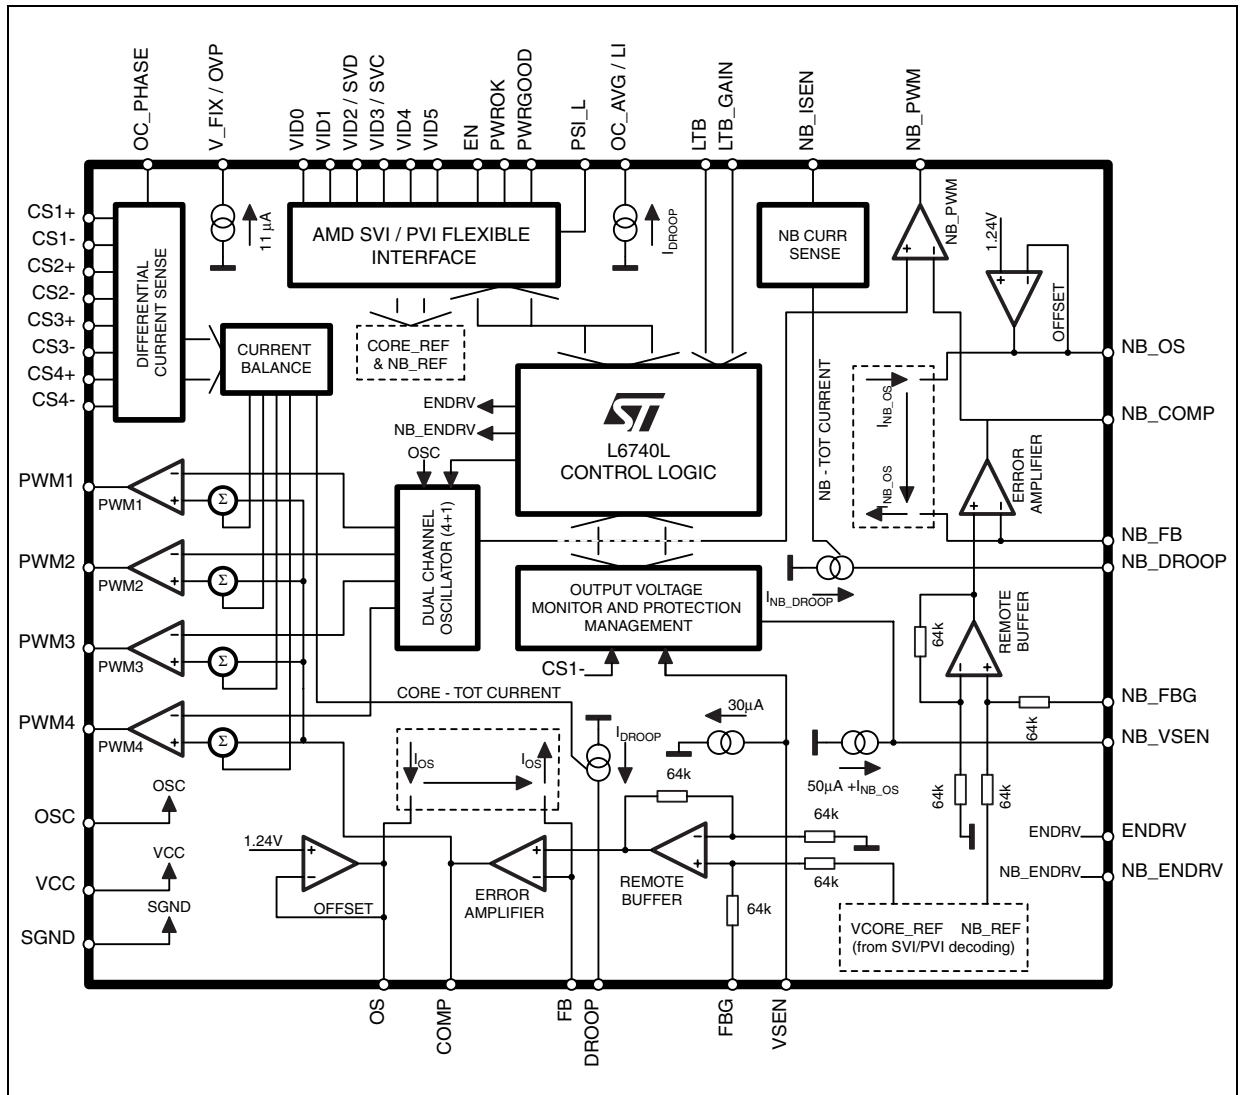 OC_PHASE
V_FIX / OVP
VID0
VID1
VID2 / SVD
VID3 / SVC
VID4
VID5
EN
PWROK
PWRGOOD
PSI_L
OC_AVG / LI
LTB
LTB_GAIN
NB_ISEN
NB_PWM
CS1+
CS1-
CS2+
CS2-
CS3+
CS3-
CS4+
CS4-
DIFFERENTIAL
CURRENT SENSE
11 µA
AMD SVI / PVI FLEXIBLE
INTERFACE
IDROOP
NB CURR
SENSE
+
-
NB_PWM
1.24V
+
-
OFFSET
CURRENT
BALANCE
CORE_REF
& NB_REF
NB_OS
INB_OS
INB_OS
NB_COMP
ENDRV
NB_ENDRV
OSC
ST
L6740L
CONTROL LOGIC
NB - TOT CURRENT
+
-
ERROR
AMPLIFIER
PWM1
PWM1
-
+
Σ
DUAL CHANNEL
OSCILLATOR (4+1)
NB_FB
NB_DROOP
INB_DROOP
PWM2
PWM2
-
+
Σ
OUTPUT VOLTAGE
MONITOR AND PROTECTION
MANAGEMENT
64k
-
+
REMOTE
BUFFER
PWM3
PWM3
-
+
Σ
CS1-
CORE - TOT CURRENT
NB_FBG
64k
PWM4
PWM4
-
+
Σ
30µA
IDROOP
NB_VSEN
50µA +INB_OS
IOS
IOS
64k
64k
64k
OSC
OSC
64k
ENDRV
ENDRV
1.24V
+
-
OFFSET
+
-
ERROR
AMPLIFIER
-
+
REMOTE
BUFFER
64k
VCC
VCC
NB_ENDRV
NB_ENDRV
64k
SGND
SGND
VCORE_REF NB_REF
(from SVI/PVI decoding)
OS
COMP
FB
DROOP
FBG
VSEN